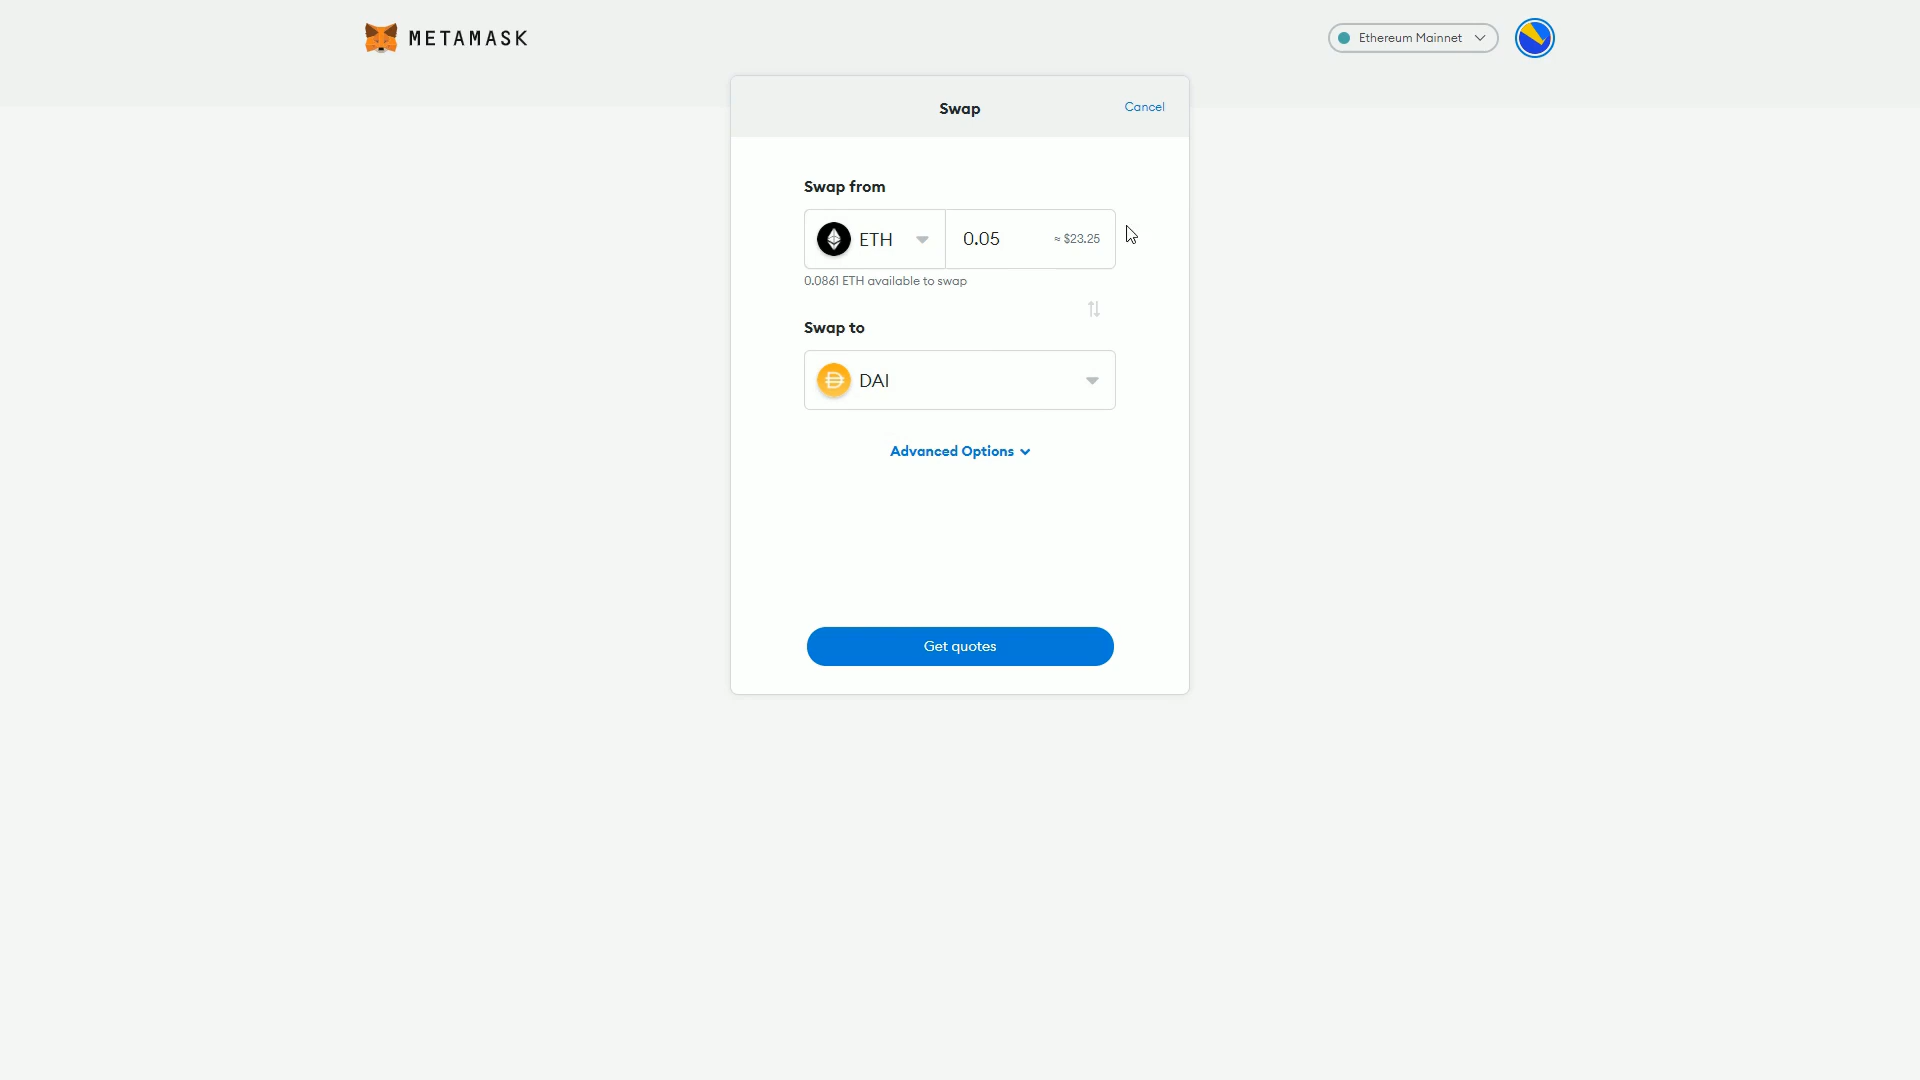 METAMASK
Ethereum Mainnet
Swap
Cancel
Swap from
ETH
0.05
≈ $23.25
0.0861 ETH available to swap
Swap to
DAI
Advanced Options
Get quotes